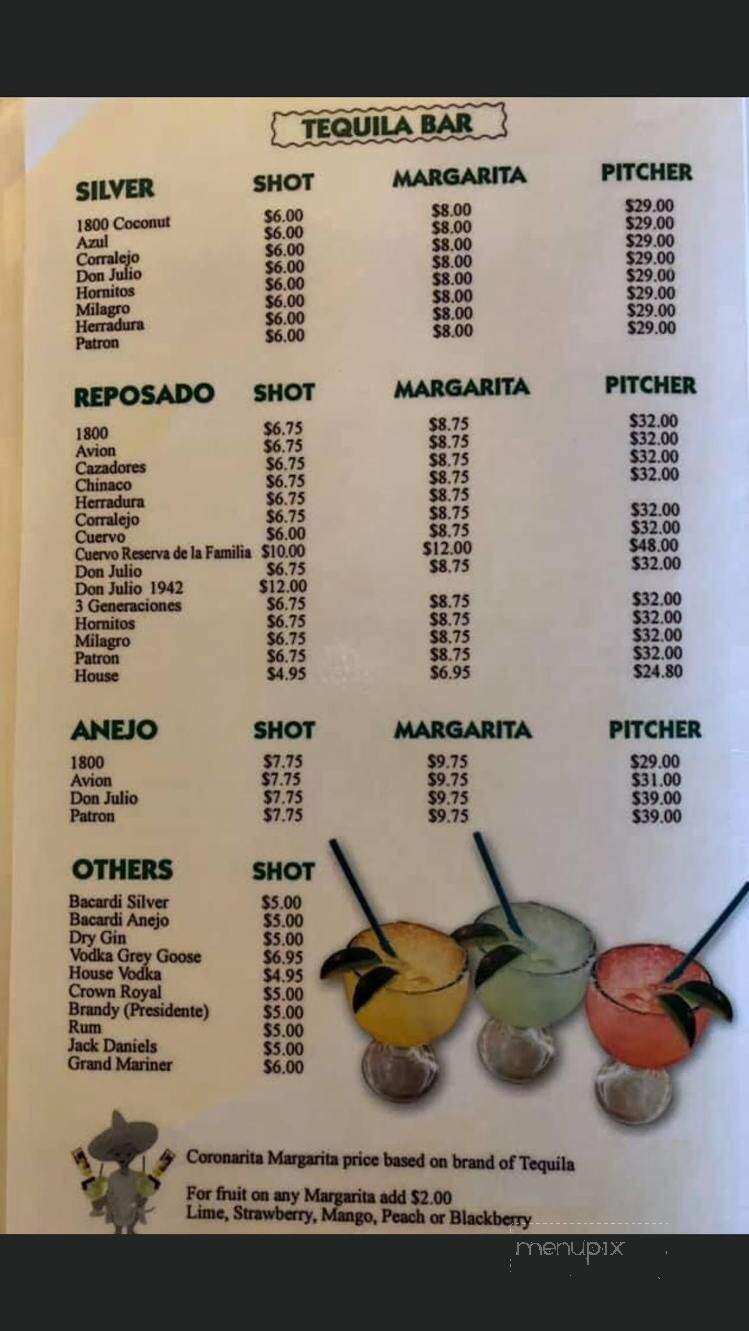 TEQUILA BAR
SILVER SHOT MARGARITA PITCHER
1800 Coconut $6.00 $8.00 $29.00
Azul $6.00 $8.00 $29.00
Corralejo $6.00 $8.00 $29.00
Don Julio $6.00 $8.00 $29.00
Hornitos $6.00 $8.00 $29.00
Milagro $6.00 $8.00 $29.00
Herradura $6.00 $8.00 $29.00
Patron $6.00 $8.00 $29.00
REPOSADO SHOT MARGARITA PITCHER
1800 $6.75 $8.75 $32.00
Avion $6.75 $8.75 $32.00
Cazadores $6.75 $8.75 $32.00
Chinaco $6.75 $8.75 $32.00
Herradura $6.75 $8.75
Corralejo $6.75 $8.75 $32.00
Cuervo $6.00 $8.75 $32.00
Cuervo Reserva de la Familia $10.00 $12.00 $48.00
Don Julio $6.75 $8.75 $32.00
Don Julio 1942 $12.00
3 Generaciones $6.75 $8.75 $32.00
Hornitos $6.75 $8.75 $32.00
Milagro $6.75 $8.75 $32.00
Patron $6.75 $8.75 $32.00
House $4.95 $6.95 $24.80
ANEJO SHOT MARGARITA PITCHER
1800 $7.75 $9.75 $29.00
Avion $7.75 $9.75 $31.00
Don Julio $7.75 $9.75 $39.00
Patron $7.75 $9.75 $39.00
OTHERS SHOT
Bacardi Silver $5.00
Bacardi Anejo $5.00
Dry Gin $5.00
Vodka Grey Goose $6.95
House Vodka $4.95
Crown Royal $5.00
Brandy (Presidente) $5.00
Rum $5.00
Jack Daniels $5.00
Grand Mariner $6.00
Coronarita Margarita price based on brand of Tequila
For fruit on any Margarita add $2.00
Lime, Strawberry, Mango, Peach or Blackberry
menupix